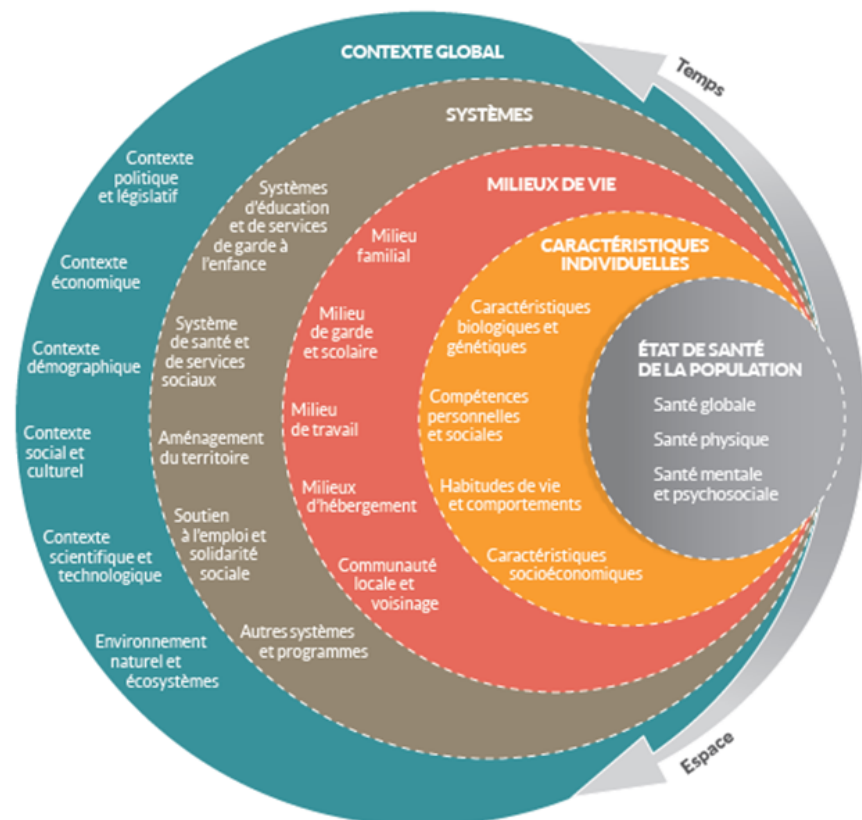 CONTEXTE GLOBAL
Contexte
politique
et législatif
Contexte
économique
Contexte
démographique
Contexte
social et
culturel
Contexte
scientifique et
technologique
Environnement
naturel et
écosystèmes
SYSTÈMES
Systèmes
d'éducation
et de services
de garde à
l'enfance
Système
de santé et
de services
sociaux
Aménagement
du territoire
Soutien
à l'emploi et
solidarité
sociale
Autres systèmes
et programmes
MILIEUX DE VIE
Milieu
familial
Milieu
de garde
et scolaire
Milieu
de travail
Milieux
d'hébergement
Communauté
locale et
voisinage
CARACTÉRISTIQUES
INDIVIDUELLES
Caractéristiques
biologiques et
génétiques
Compétences
personnelles
et sociales
Habitudes de vie
et comportements
Caractéristiques
socioéconomiques
ÉTAT DE SANTÉ
DE LA POPULATION
Santé globale
Santé physique
Santé mentale
et psychosociale
Temps
Espace